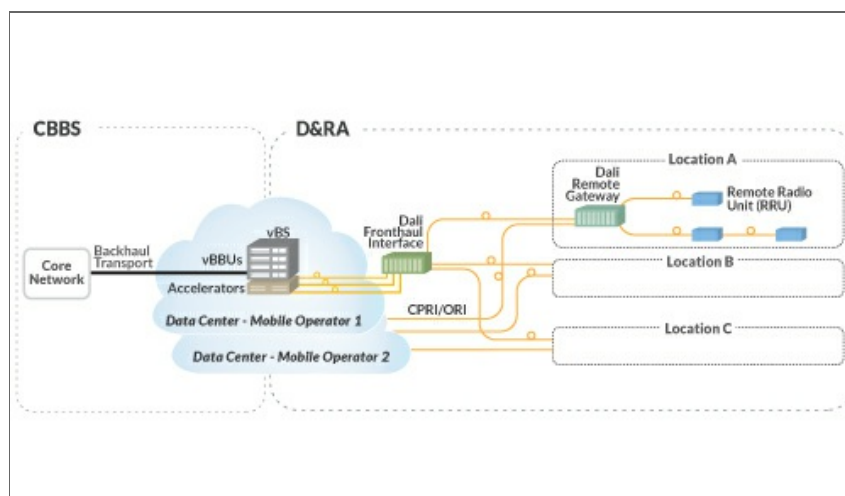 CBBS
D&RA
Location A
Dali
Remote
Gateway
Remote Radio
Unit (RRU)
vBS
Dali
Fronthaul
Interface
Backhaul
Transport
vBBUs
Core
Network
Accelerators
Location B
CPRI/ORI
Data Center - Mobile Operator 1
Location C
Data Center - Mobile Operator 2